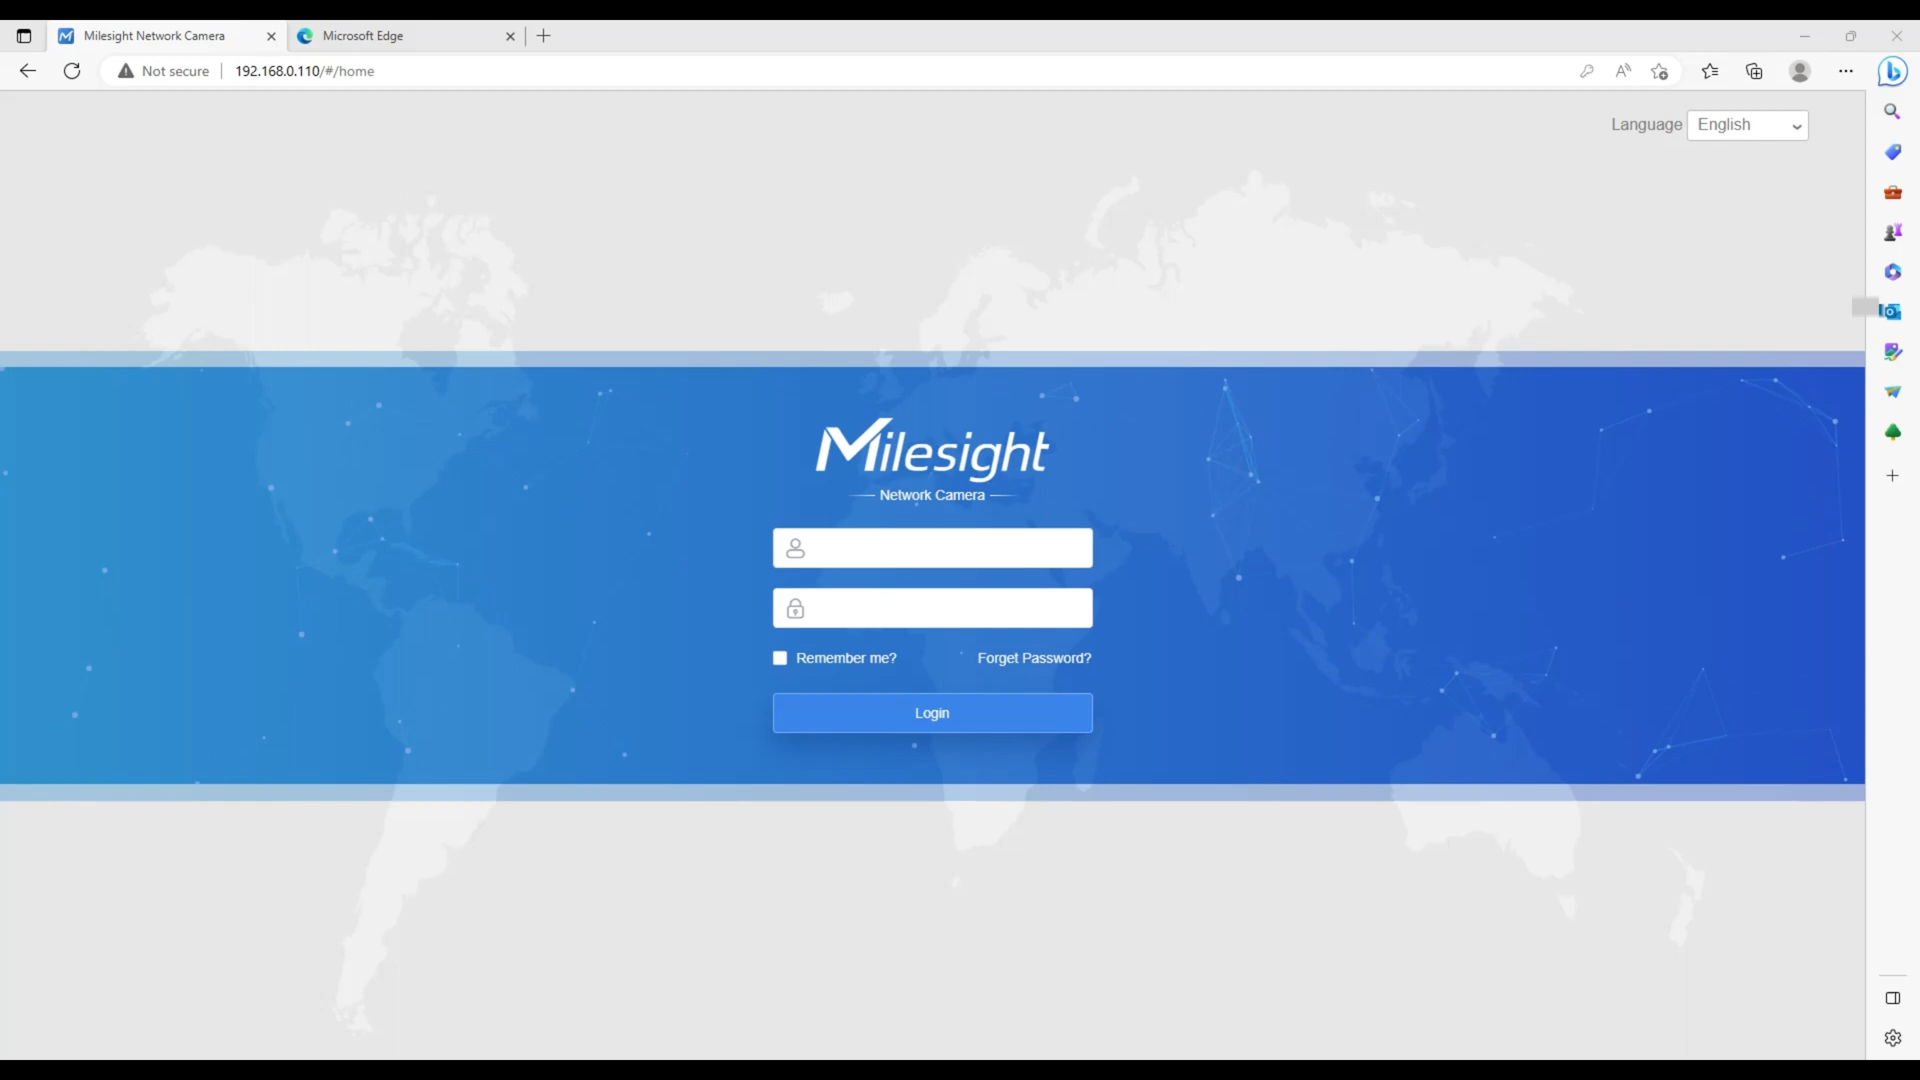 Milesight Network Camera
Microsoft Edge
Not secure
192.168.0.110/#/home
Language English
Milesight
Network Camera
Remember me? Forget Password?
Login